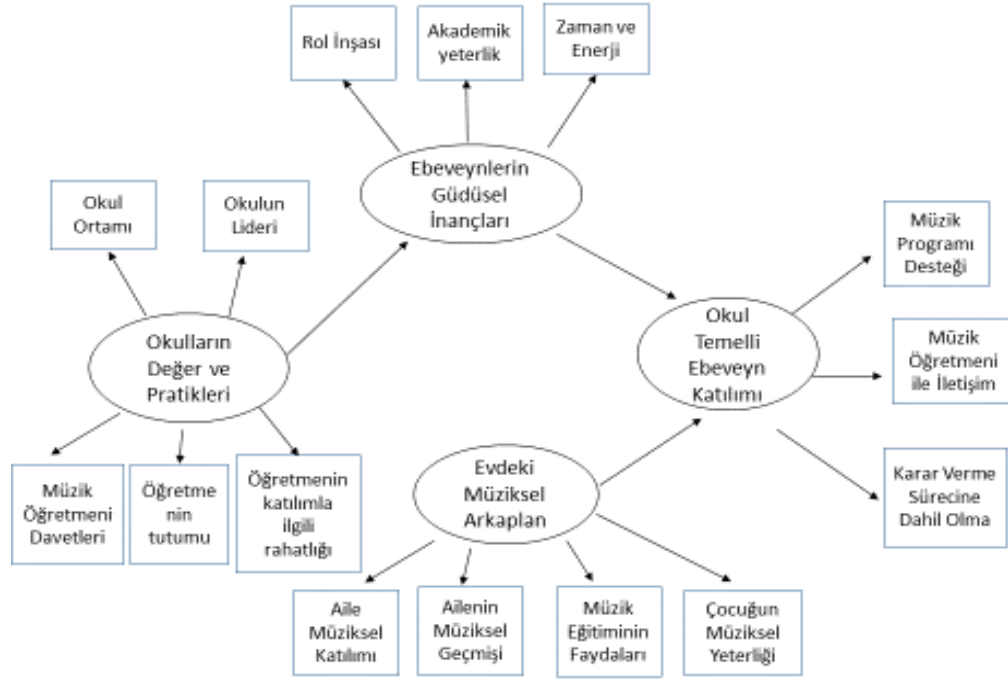 Rol İnşası
Akademik
yeterlik
Zaman ve
Enerji
Ebeveynlerin
Güdüsel
İnançları
Okul
Ortamı
Okulun
Lideri
Müzik
Programı
Desteği
Okulların
Değer ve
Pratikleri
Okul
Temelli
Ebeveyn
Katılımı
Müzik
Öğretmeni
ile İletişim
Müzik
Öğretmeni
Davetleri
Öğretme
nin
tutumu
Öğretmenin
katılımla
ilgili
rahatlığı
Evdeki
Müziksel
Arkaplan
Karar Verme
Sürecine
Dahil Olma
Aile
Müziksel
Katılımı
Ailenin
Müziksel
Geçmişi
Müzik
Eğitiminin
Faydaları
Çocuğun
Müziksel
Yeterliği